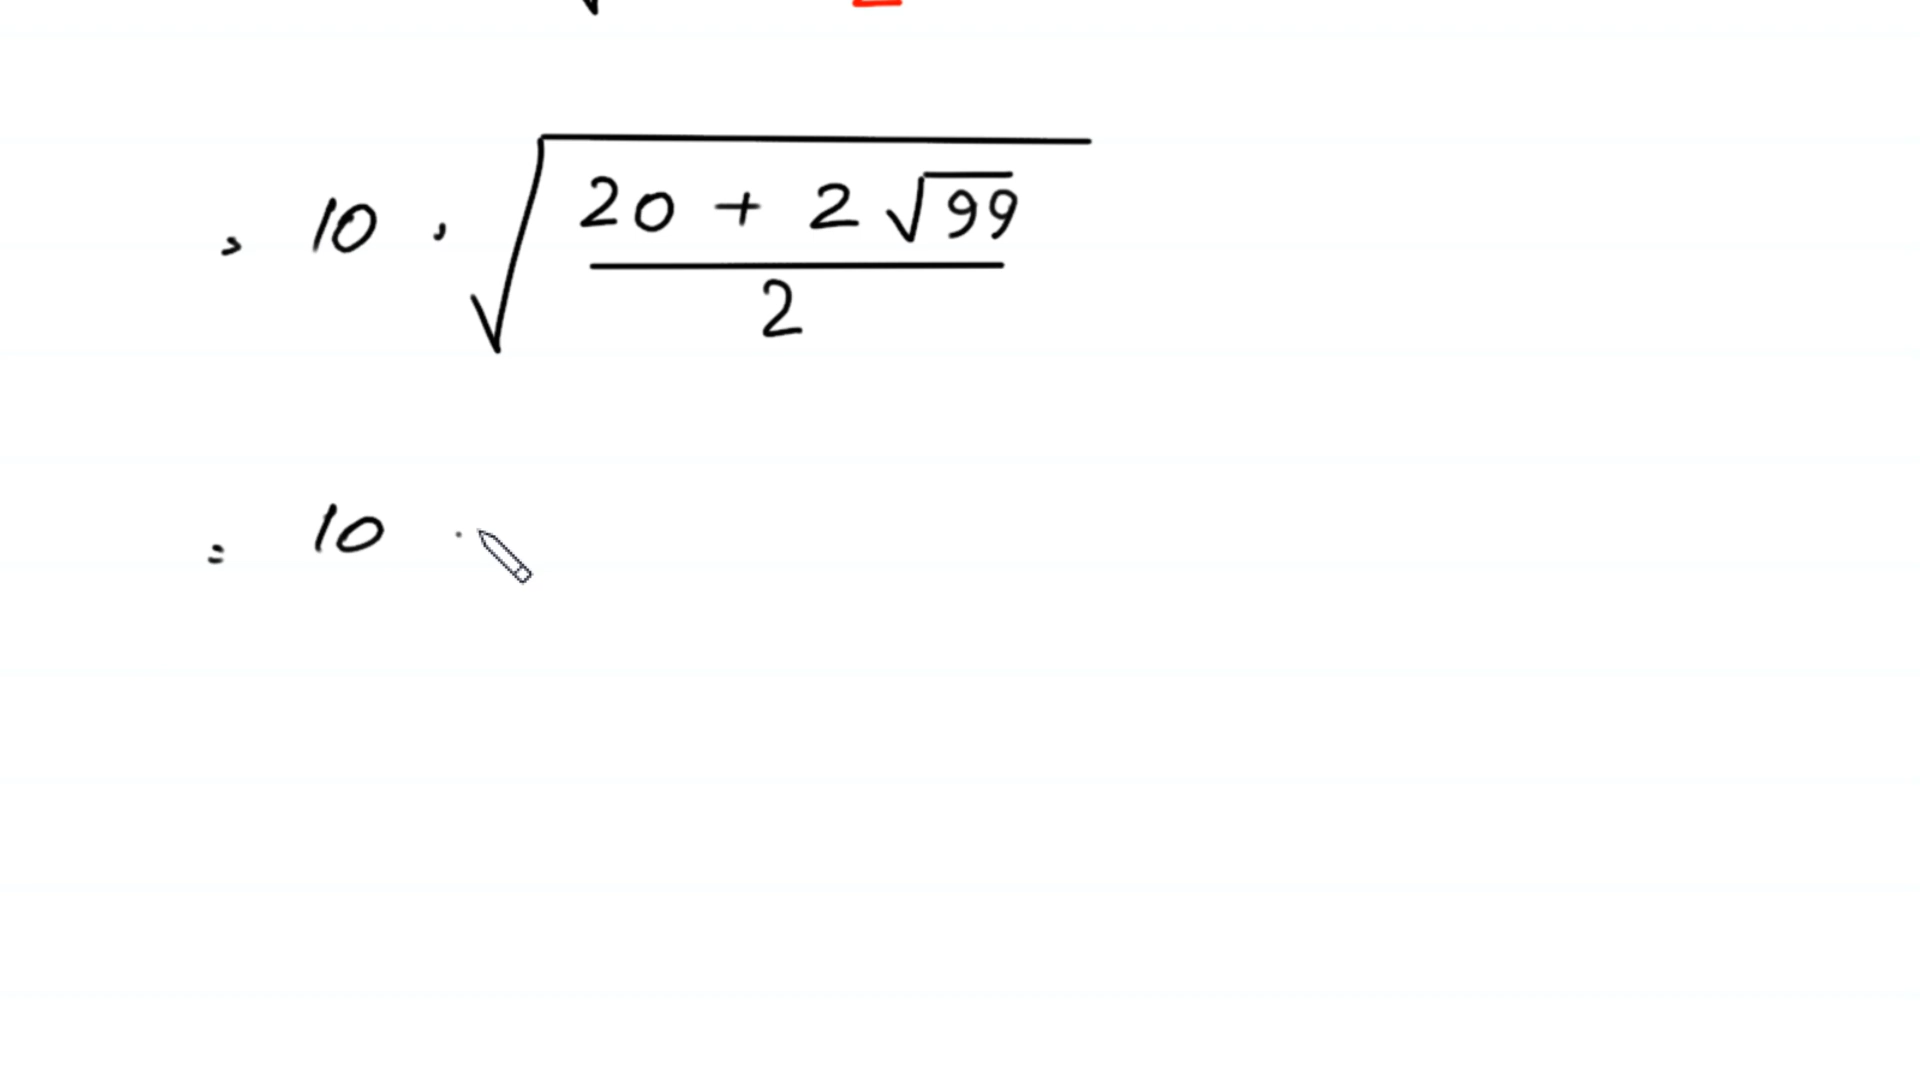 = 10 · √((20 + 2√99)/2)
= 10 ·